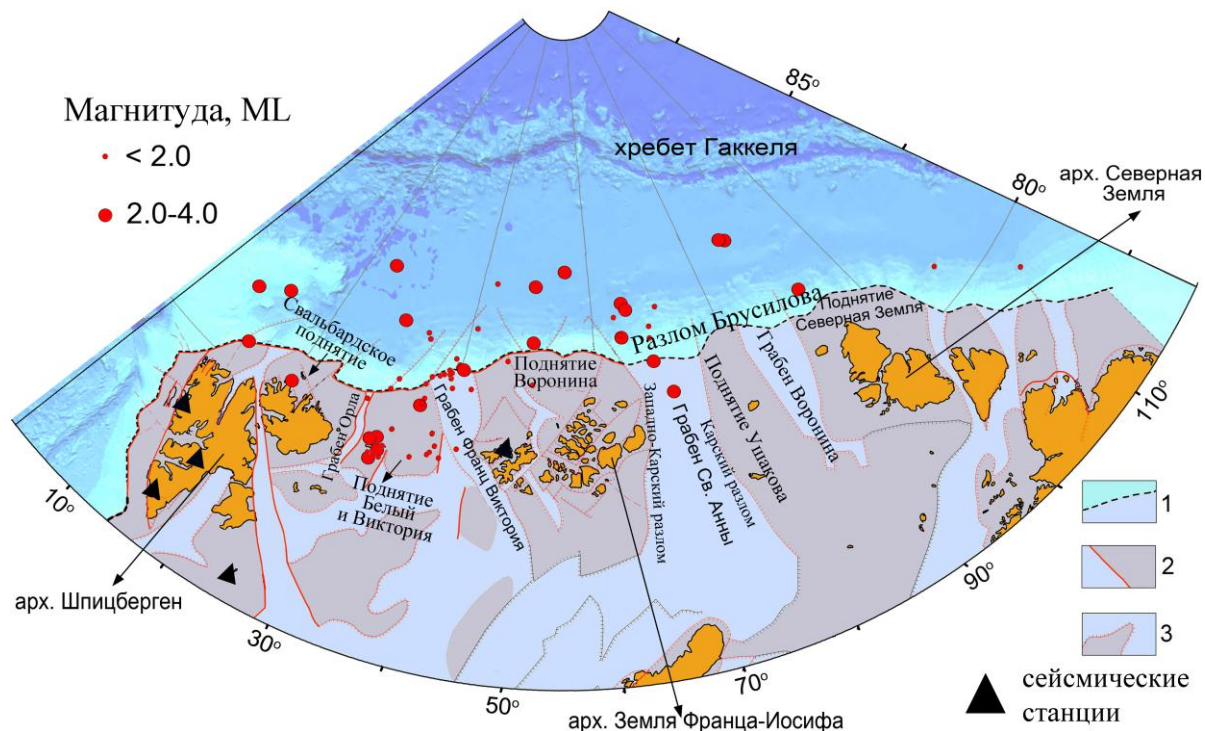 Магнитуда, ML
< 2.0
2.0-4.0
85°
хребет Гаккеля
арх. Северная
Земля
80°
Свальбардское
поднятие
Разлом Брусилова
Поднятие
Северная Земля
Поднятие
Воронина
Грабен Воронина
Грабен Орла
Грабен Франц Виктория
Западно-Карский разлом
Грабен Св. Анны
Карский разлом
Поднятие Ушакова
Поднятие
Белый
и Виктория
110°
10°
90°
30°
70°
50°
арх. Шпицберген
арх. Земля Франца-Иосифа
1
2
3
сейсмические
станции